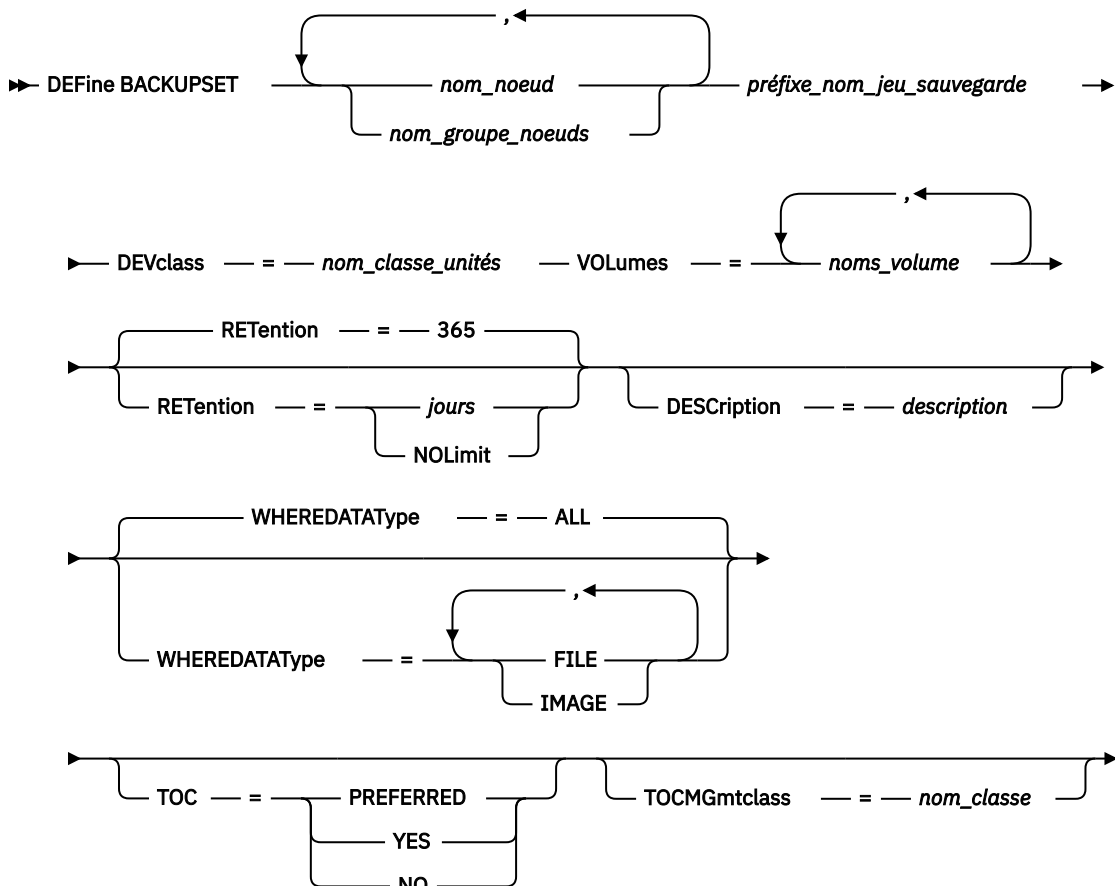 ,
DEFine BACKUPSET nom_noeud préfixe_nom_jeu_sauvegarde
nom_groupe_noeuds
,
DEVclass = nom_classe_unités VOLumes = noms_volume
RETention = 365
RETention = jours DESCription = description
NOLimit
WHEREDATAType = ALL
,
WHEREDATAType = FILE
IMAGE
TOC = PREFERRED TOCMGmtclass = nom_classe
YES
NO